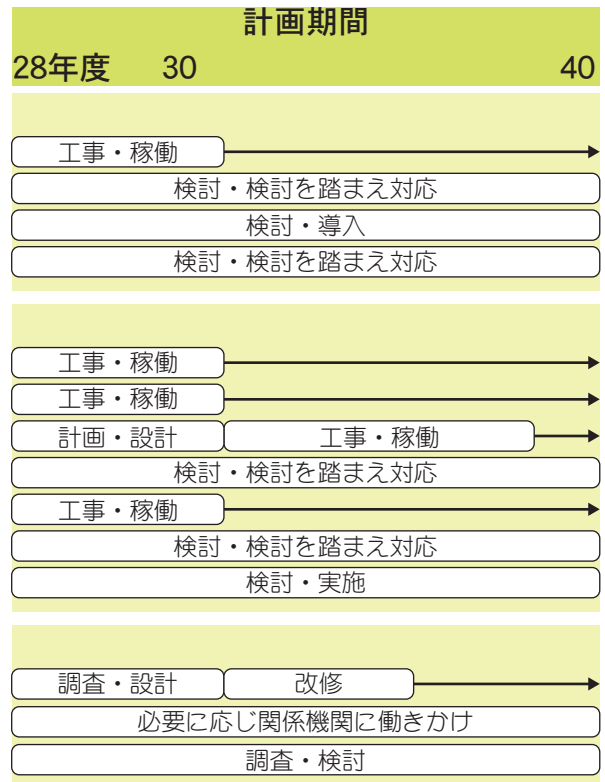 計画期間
28年度 30 40
工事・稼働
検討・検討を踏まえ対応
検討・導入
検討・検討を踏まえ対応
工事・稼働
工事・稼働
計画・設計 工事・稼働
検討・検討を踏まえ対応
工事・稼働
検討・検討を踏まえ対応
検討・実施
調査・設計 改修
必要に応じ関係機関に働きかけ
調査・検討